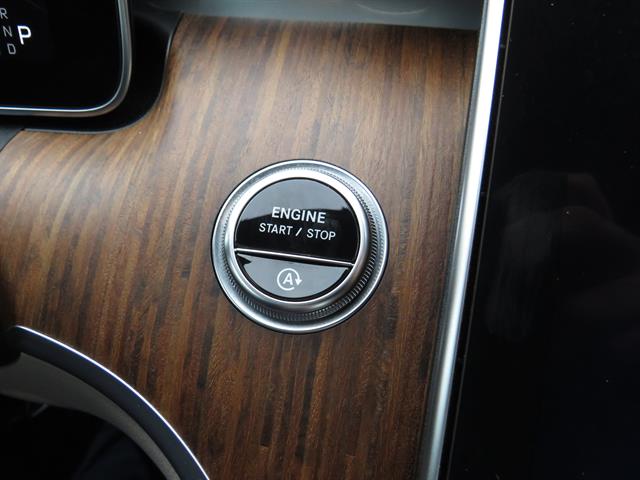 R
N P
D
ENGINE
START / STOP
A